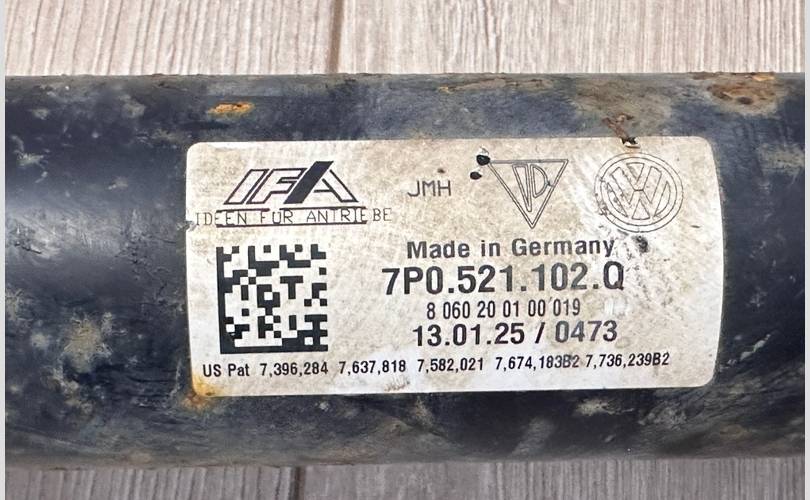 IFA
IDEEN FÜR ANTRIEBE
JMH
TD
VW
Made in Germany
7P0.521.102.Q
8 060 20 01 00 019
13.01.25 / 0473
US Pat 7,396,284 7,637,818 7,582,021 7,674,183B2 7,736,239B2